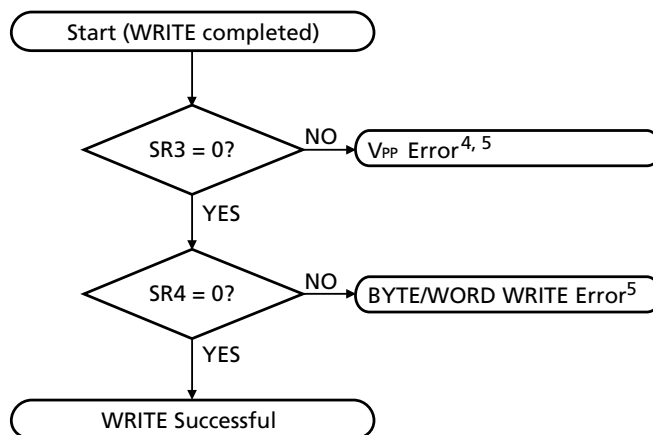 Start (WRITE completed)
SR3 = 0?
NO
VPP Error4, 5
YES
SR4 = 0?
NO
BYTE/WORD WRITE Error5
YES
WRITE Successful